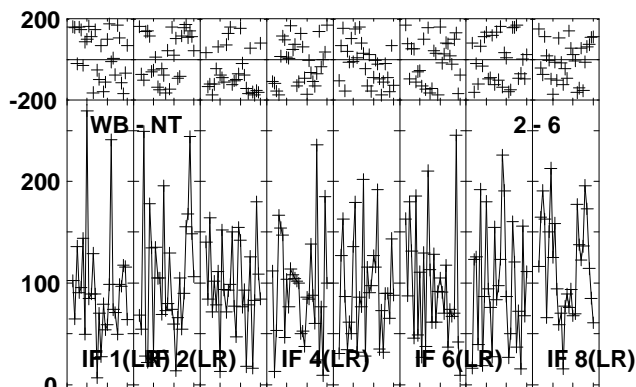 200
-200
WB - NT 2 - 6
200
100
IF 1(LR) IF 2(LR) IF 4(LR) IF 6(LR) IF 8(LR)
0